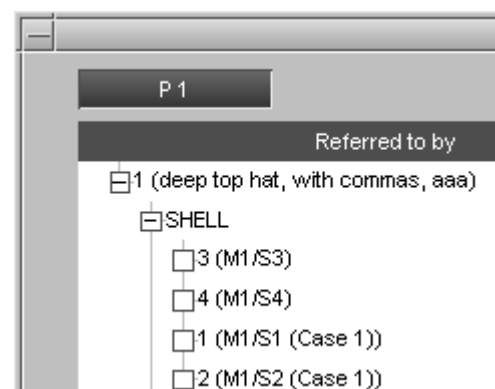 P 1
Referred to by
1 (deep top hat, with commas, aaa)
SHELL
3 (M1/S3)
4 (M1/S4)
1 (M1/S1 (Case 1))
2 (M1/S2 (Case 1))